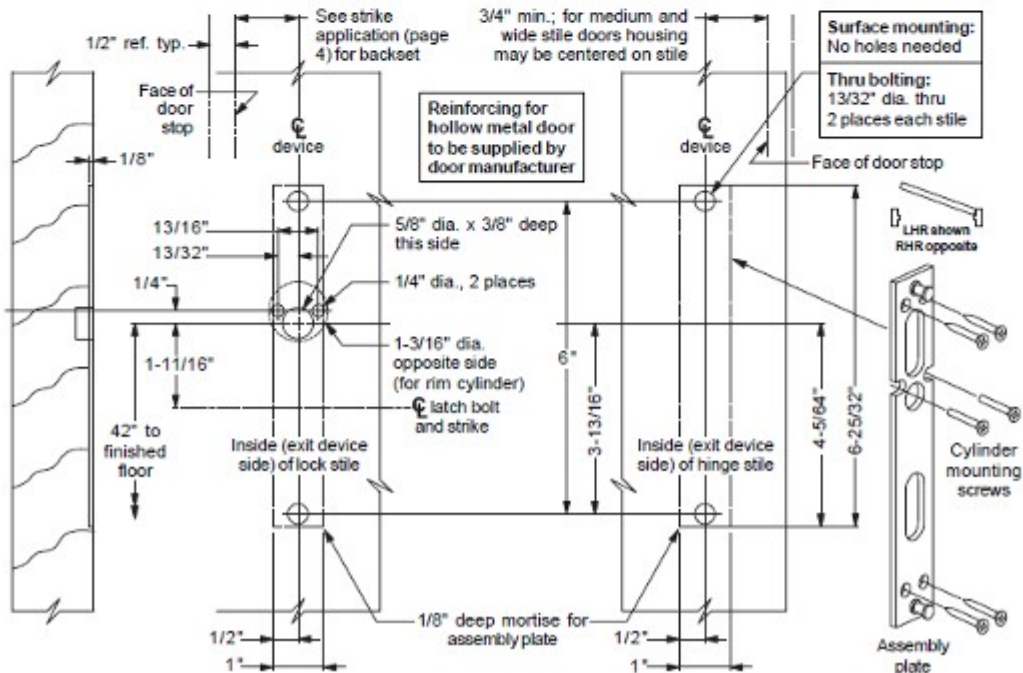 See strike
application (page
4) for backset
3/4" min.; for medium and
wide stile doors housing
may be centered on stile
Surface mounting:
No holes needed
Thru bolting:
13/32" dia. thru
2 places each stile
1/2" ref. typ.
Face of
door
stop
℄
device
Reinforcing for
hollow metal door
to be supplied by
door manufacturer
℄
device
Face of door stop
1/8"
LHR shown
RHR opposite
13/16"
13/32"
5/8" dia. x 3/8" deep
this side
1/4"
1/4" dia., 2 places
1-11/16"
1-3/16" dia.
opposite side
(for rim cylinder)
℄ latch bolt
and strike
6"
3-13/16"
4-5/64"
6-25/32"
42" to
finished
floor
Inside (exit device
side) of lock stile
Inside (exit device
side) of hinge stile
Cylinder
mounting
screws
1/8" deep mortise for
assembly plate
1/2"
1"
1/2"
1"
Assembly
plate